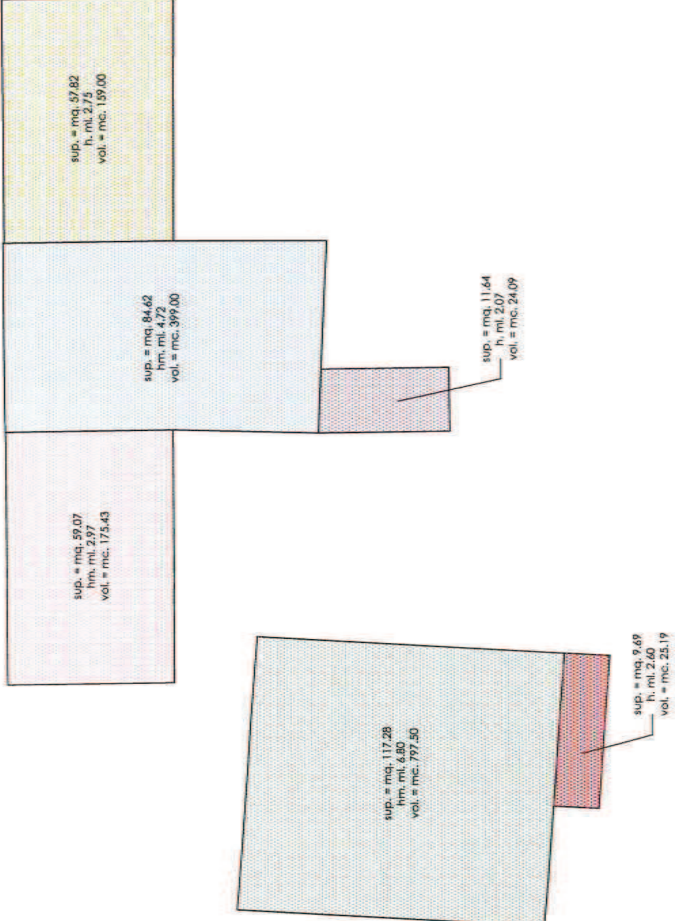 sup. = mq. 57.82
h. ml. 2.75
vol. = mc. 159.00
sup. = mq. 84.62
hm. ml. 4.72
vol. = mc. 399.00
sup. = mq. 11.64
h. ml. 2.07
vol. = mc. 24.09
sup. = mq. 59.07
hm. ml. 2.97
vol. = mc. 175.43
sup. = mq. 117.28
hm. ml. 6.80
vol. = mc. 797.50
sup. = mq. 9.69
h. ml. 2.60
vol. = mc. 25.19